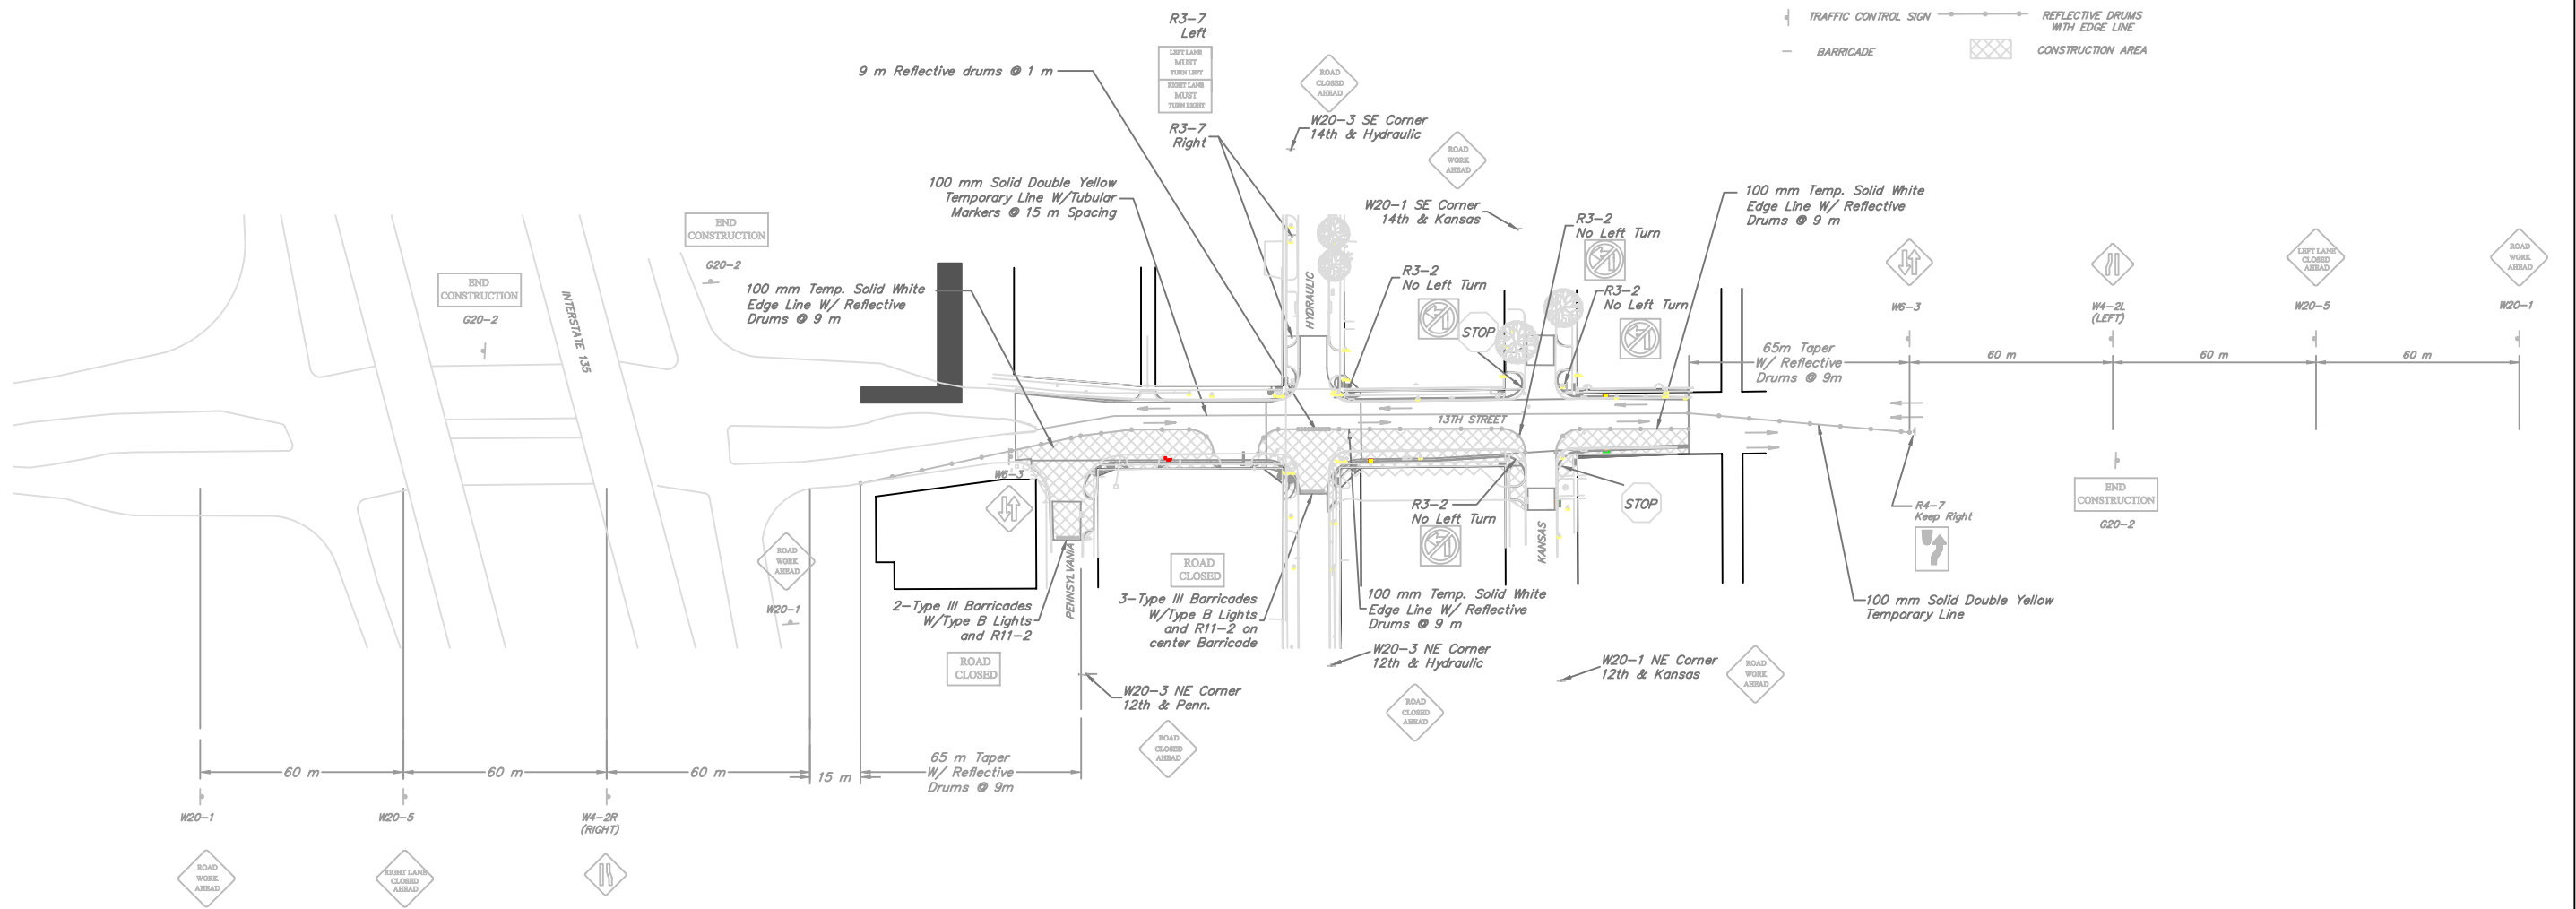 TRAFFIC CONTROL SIGN
REFLECTIVE DRUMS
WITH EDGE LINE
BARRICADE
CONSTRUCTION AREA
R3-7
Left
LEFT LANE
MUST
TURN LEFT
RIGHT LANE
MUST
TURN RIGHT
R3-7
Right
9 m Reflective drums @ 1 m
ROAD
CLOSED
AHEAD
W20-3 SE Corner
14th & Hydraulic
ROAD
WORK
AHEAD
W20-1 SE Corner
14th & Kansas
100 mm Solid Double Yellow
Temporary Line W/Tubular
Markers @ 15 m Spacing
R3-2
No Left Turn
100 mm Temp. Solid White
Edge Line W/ Reflective
Drums @ 9 m
END
CONSTRUCTION
G20-2
END
CONSTRUCTION
G20-2
INTERSTATE 135
100 mm Temp. Solid White
Edge Line W/ Reflective
Drums @ 9 m
HYDRAULIC
R3-2
No Left Turn
STOP
R3-2
No Left Turn
W6-3
W4-2L
(LEFT)
LEFT LANE
CLOSED
AHEAD
W20-5
ROAD
WORK
AHEAD
W20-1
65m Taper
W/ Reflective
Drums @ 9m
60 m
60 m
60 m
13TH STREET
W6-3
R3-2
No Left Turn
STOP
KANSAS
R4-7
Keep Right
END
CONSTRUCTION
G20-2
ROAD
WORK
AHEAD
W20-1
PENNSYLVANIA
ROAD
CLOSED
2-Type III Barricades
W/Type B Lights
and R11-2
ROAD
CLOSED
3-Type III Barricades
W/Type B Lights
and R11-2 on
center Barricade
100 mm Temp. Solid White
Edge Line W/ Reflective
Drums @ 9 m
100 mm Solid Double Yellow
Temporary Line
W20-3 NE Corner
12th & Hydraulic
W20-1 NE Corner
12th & Kansas
ROAD
WORK
AHEAD
W20-3 NE Corner
12th & Penn.
ROAD
CLOSED
AHEAD
ROAD
CLOSED
AHEAD
60 m
60 m
60 m
15 m
65 m Taper
W/ Reflective
Drums @ 9m
W20-1
W20-5
W4-2R
(RIGHT)
ROAD
WORK
AHEAD
RIGHT LANE
CLOSED
AHEAD